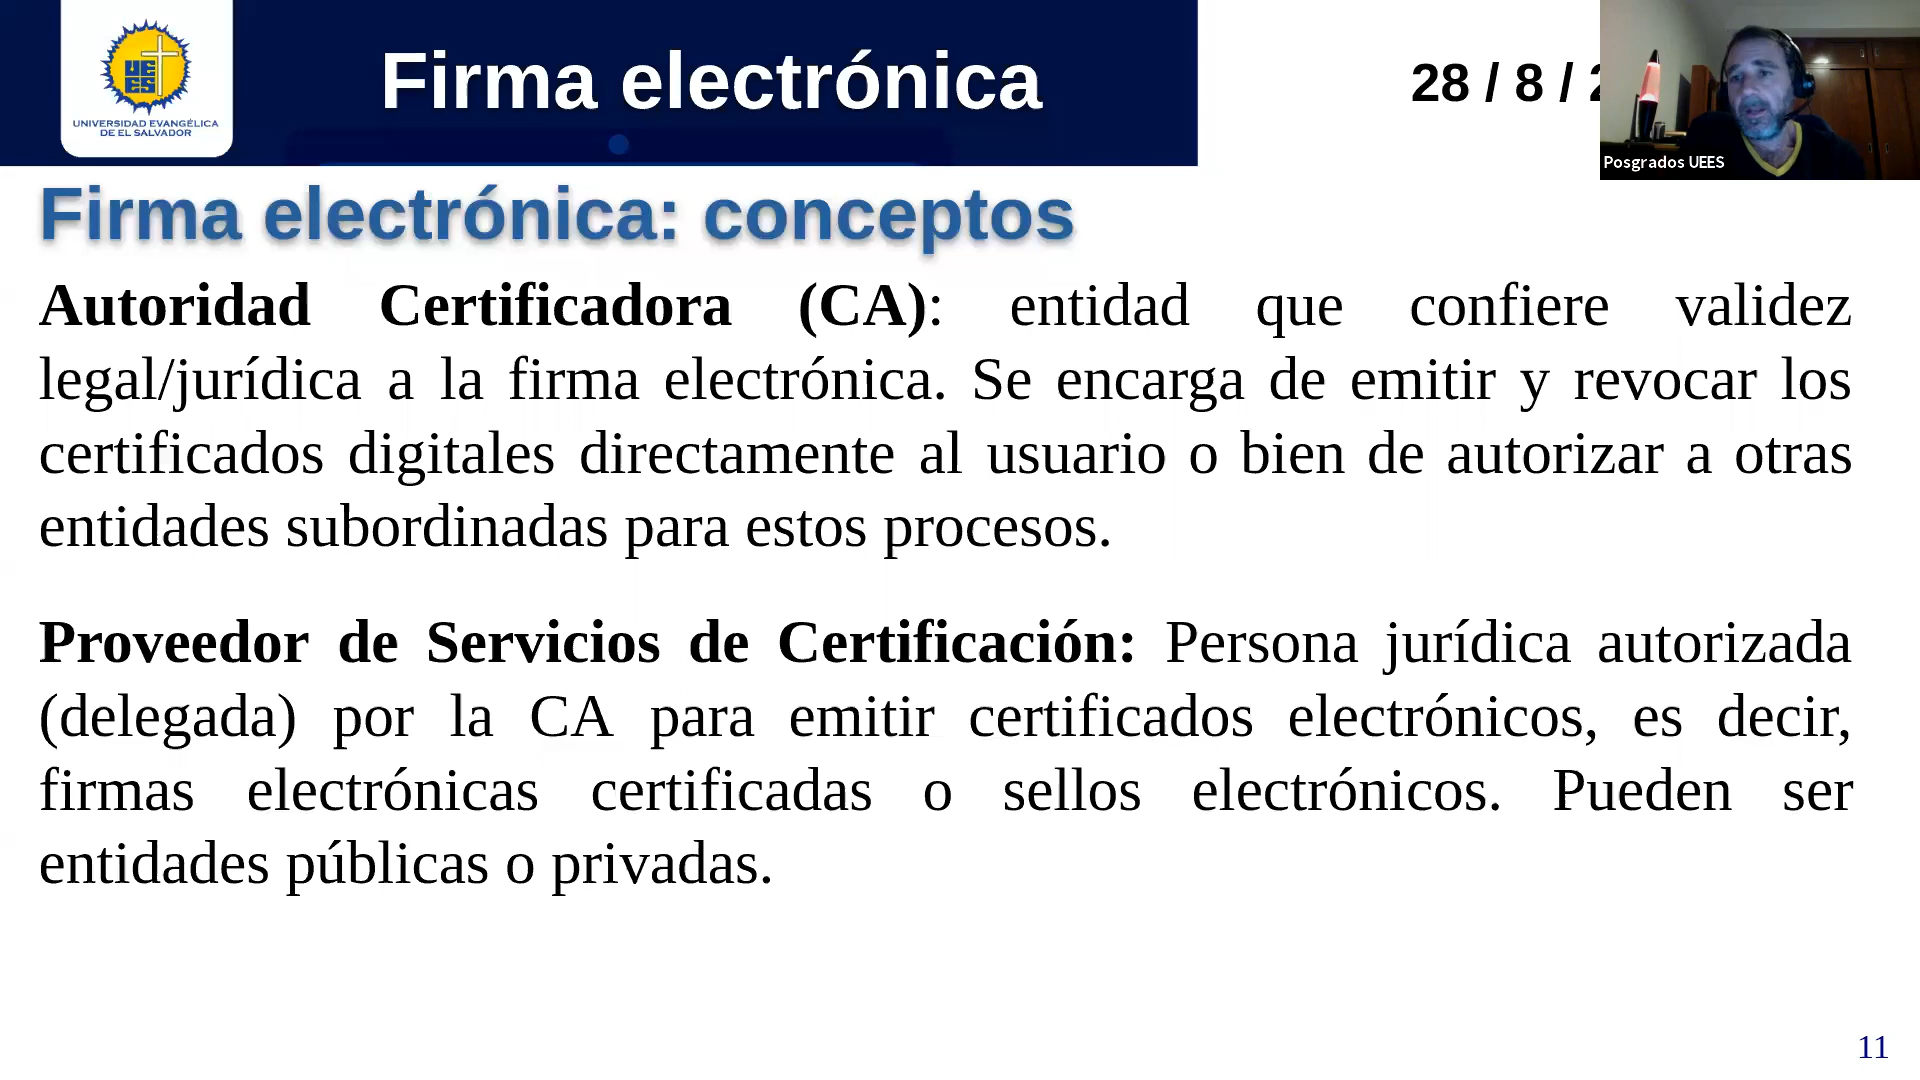 UE
ES
UNIVERSIDAD EVANGÉLICA
DE EL SALVADOR
Firma electrónica
28 / 8 /
Posgrados UEES
Firma electrónica: conceptos
Autoridad Certificadora (CA): entidad que confiere validez
legal/jurídica a la firma electrónica. Se encarga de emitir y revocar los
certificados digitales directamente al usuario o bien de autorizar a otras
entidades subordinadas para estos procesos.
Proveedor de Servicios de Certificación: Persona jurídica autorizada
(delegada) por la CA para emitir certificados electrónicos, es decir,
firmas electrónicas certificadas o sellos electrónicos. Pueden ser
entidades públicas o privadas.
11